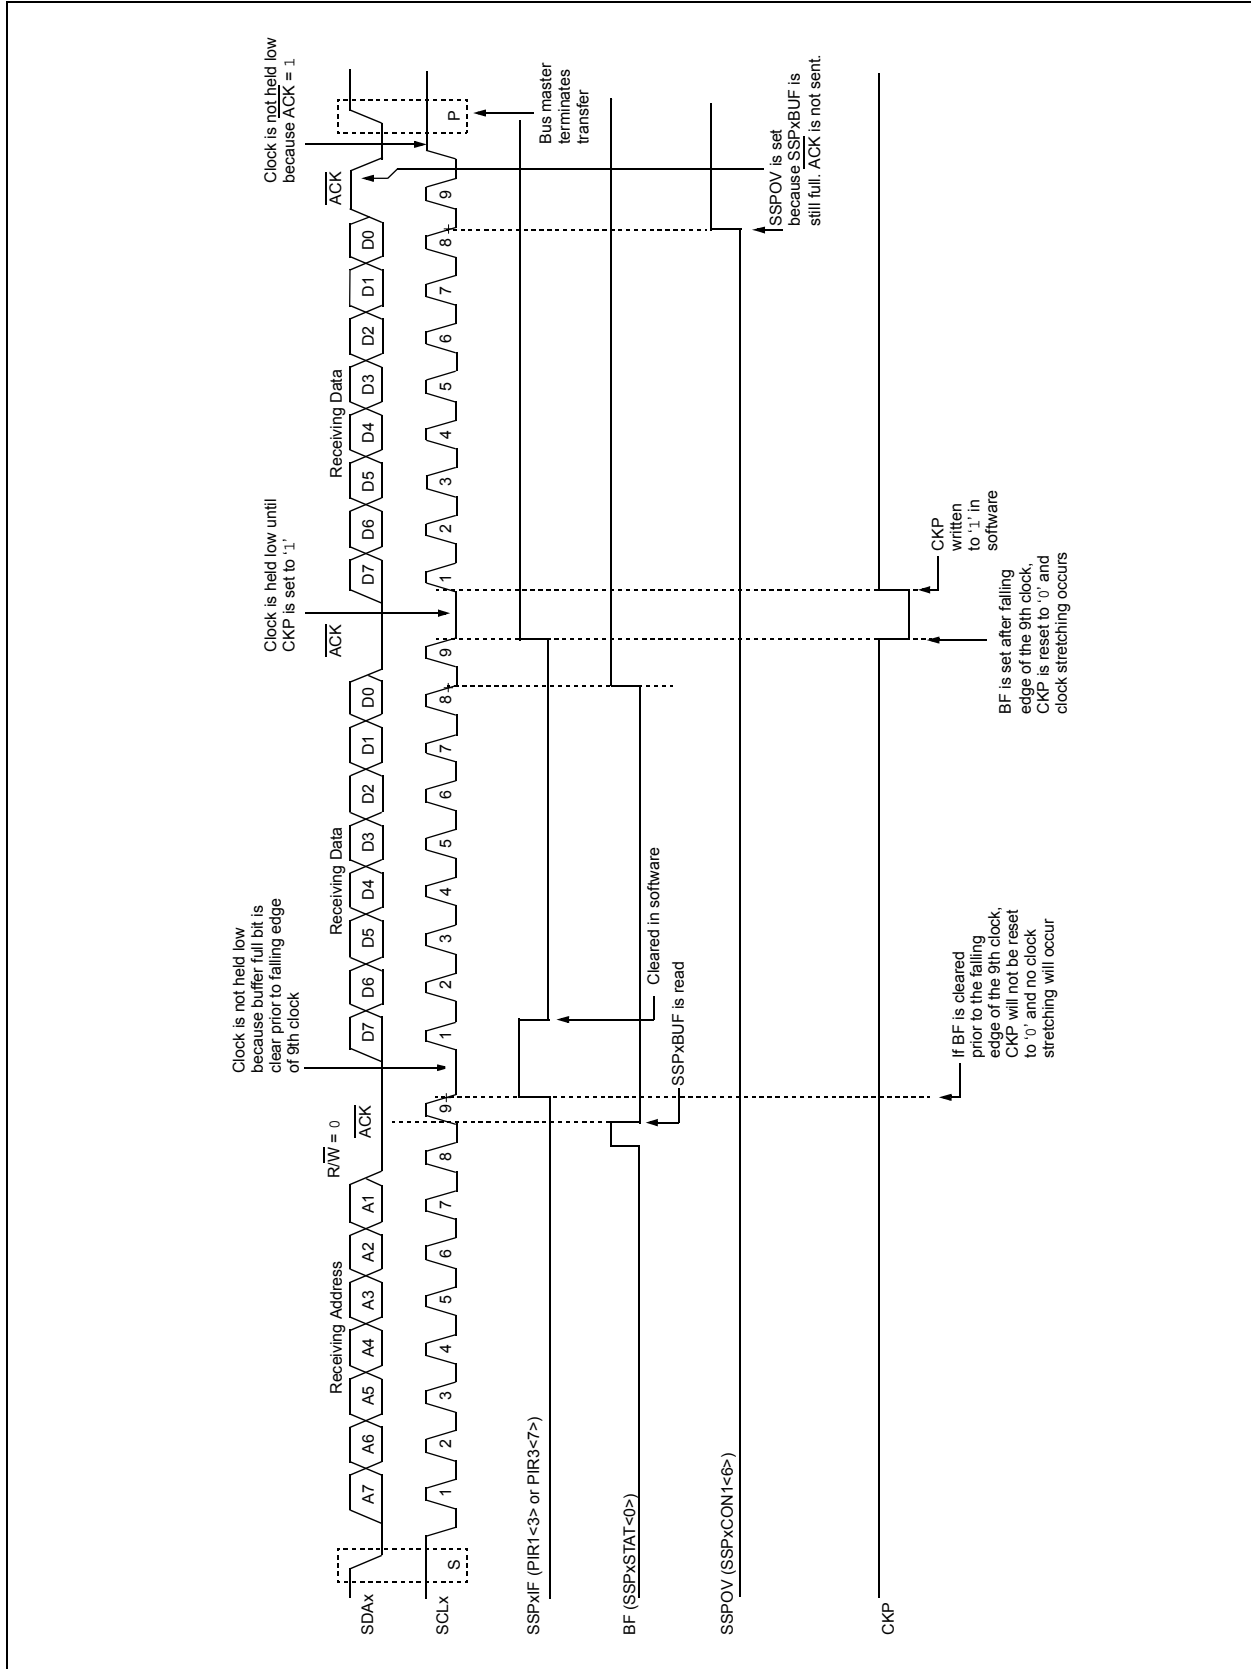 Clock is not held low
because buffer full bit is
clear prior to falling edge
of 9th clock
Clock is held low until
CKP is set to ‘1’
Clock is not held low
because ACK = 1
R/W = 0
Receiving Address
ACK
Receiving Data
ACK
Receiving Data
ACK
SDAx
A7 A6 A5 A4 A3 A2 A1
D7 D6 D5 D4 D3 D2 D1 D0
D7 D6 D5 D4 D3 D2 D1 D0
SCLx
S
1 2 3 4 5 6 7 8 9
1 2 3 4 5 6 7 8 9
1 2 3 4 5 6 7 8 9
P
SSPxIF (PIR1<3> or PIR3<7>)
Bus master
terminates
transfer
Cleared in software
BF (SSPxSTAT<0>)
SSPxBUF is read
SSPOV (SSPxCON1<6>)
SSPOV is set
because SSPxBUF is
still full. ACK is not sent.
CKP
If BF is cleared
prior to the falling
edge of the 9th clock,
CKP will not be reset
to ‘0’ and no clock
stretching will occur
CKP
written
to ‘1’ in
software
BF is set after falling
edge of the 9th clock,
CKP is reset to ‘0’ and
clock stretching occurs